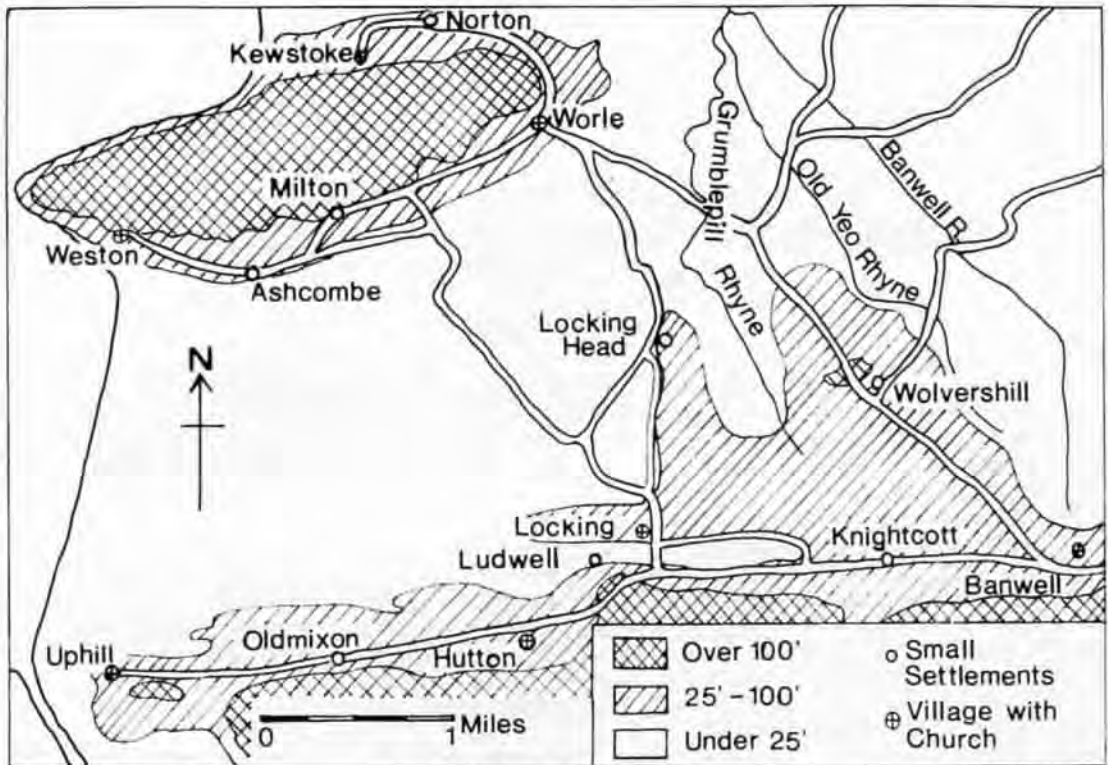 Norton
Kewstoke
Worle
Milton
Weston
Ashcombe
Grumblepill
Rhyne
Old Yeo Rhyne
Banwell R.
N
Locking
Head
Wolvershill
Locking
Ludwell
Knightcott
Banwell
Uphill
Oldmixon
Hutton
0 1 Miles
Over 100'
25' - 100'
Under 25'
Small
Settlements
Village with
Church